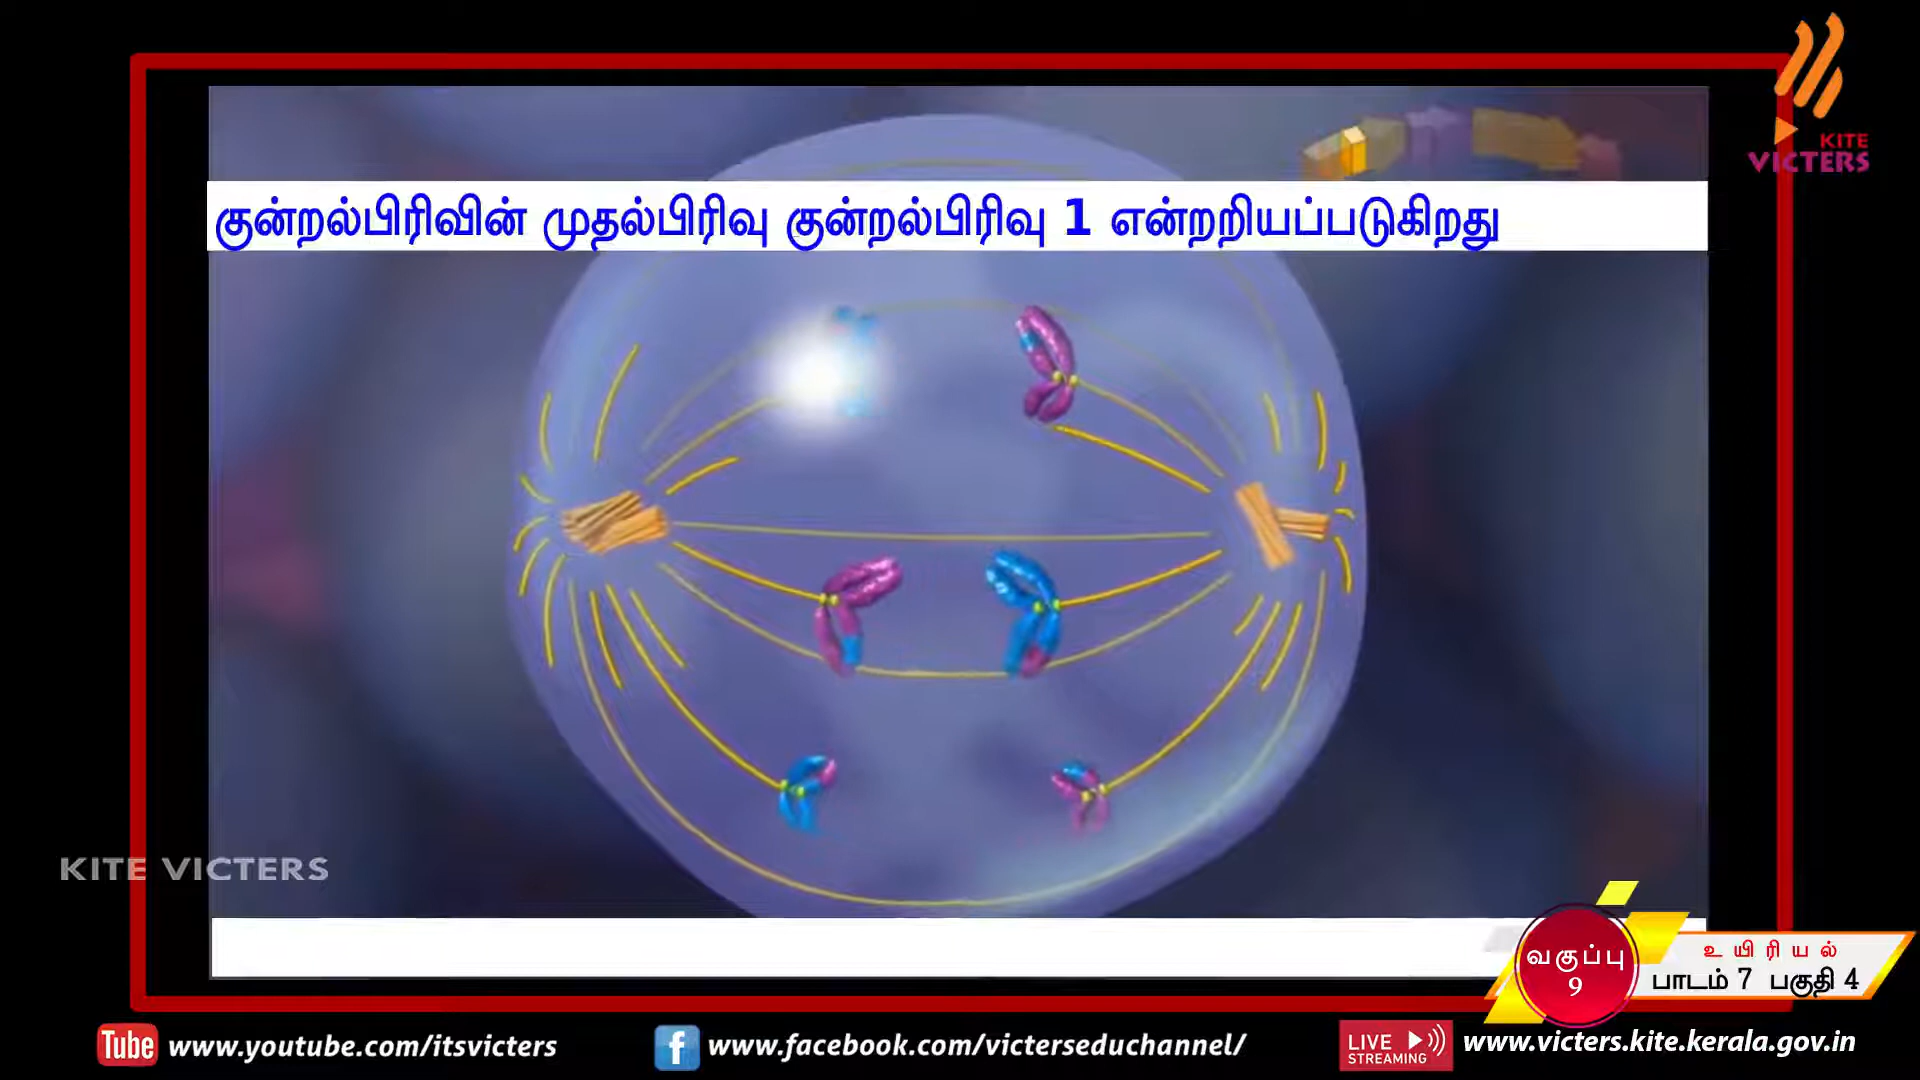 KITE
VICTERS
குன்றல்பிரிவின் முதல்பிரிவு குன்றல்பிரிவு 1 என்றறியப்படுகிறது
KITE VICTERS
வகுப்பு
9
உயிரியல்
பாடம் 7 பகுதி 4
Tube www.youtube.com/itsvicters
f www.facebook.com/victerseduchannel/
LIVE
STREAMING
www.victers.kite.kerala.gov.in